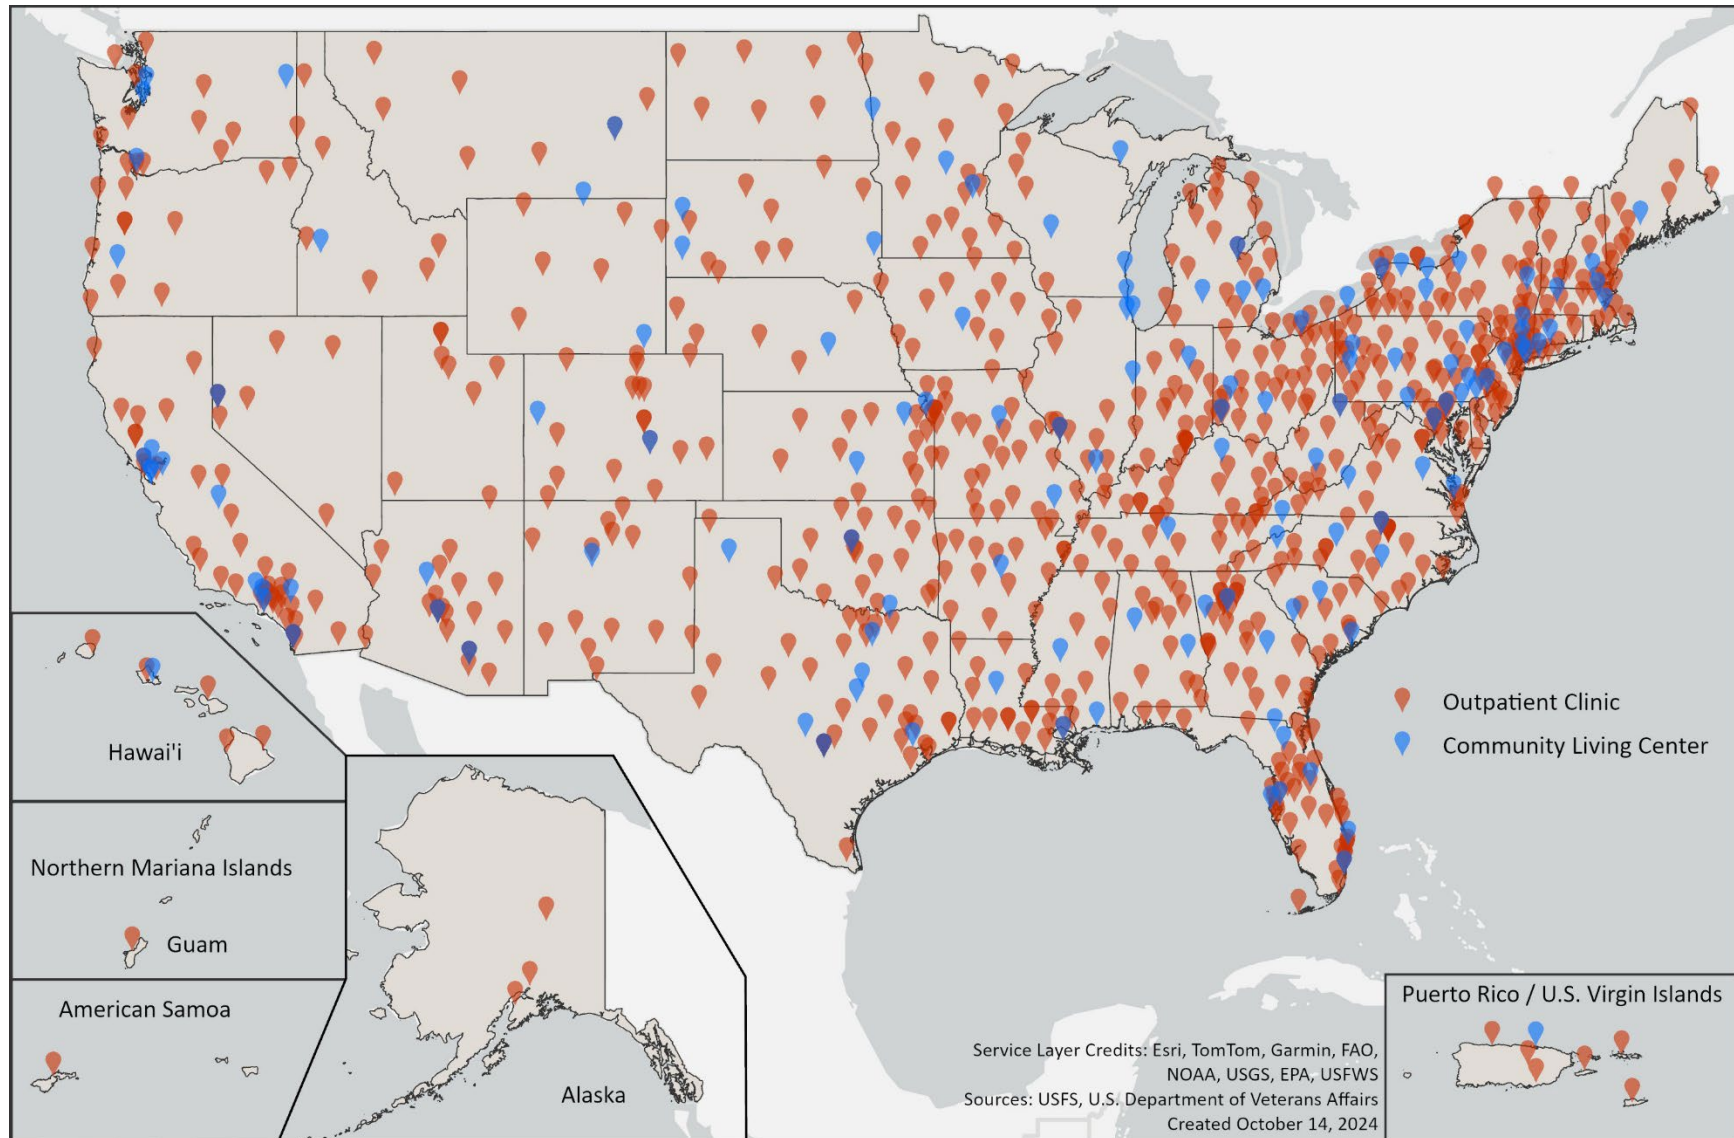 Outpatient Clinic
Community Living Center
Hawai'i
Northern Mariana Islands
Guam
American Samoa
Alaska
Puerto Rico / U.S. Virgin Islands
Service Layer Credits: Esri, TomTom, Garmin, FAO,
NOAA, USGS, EPA, USFWS
Sources: USFS, U.S. Department of Veterans Affairs
Created October 14, 2024